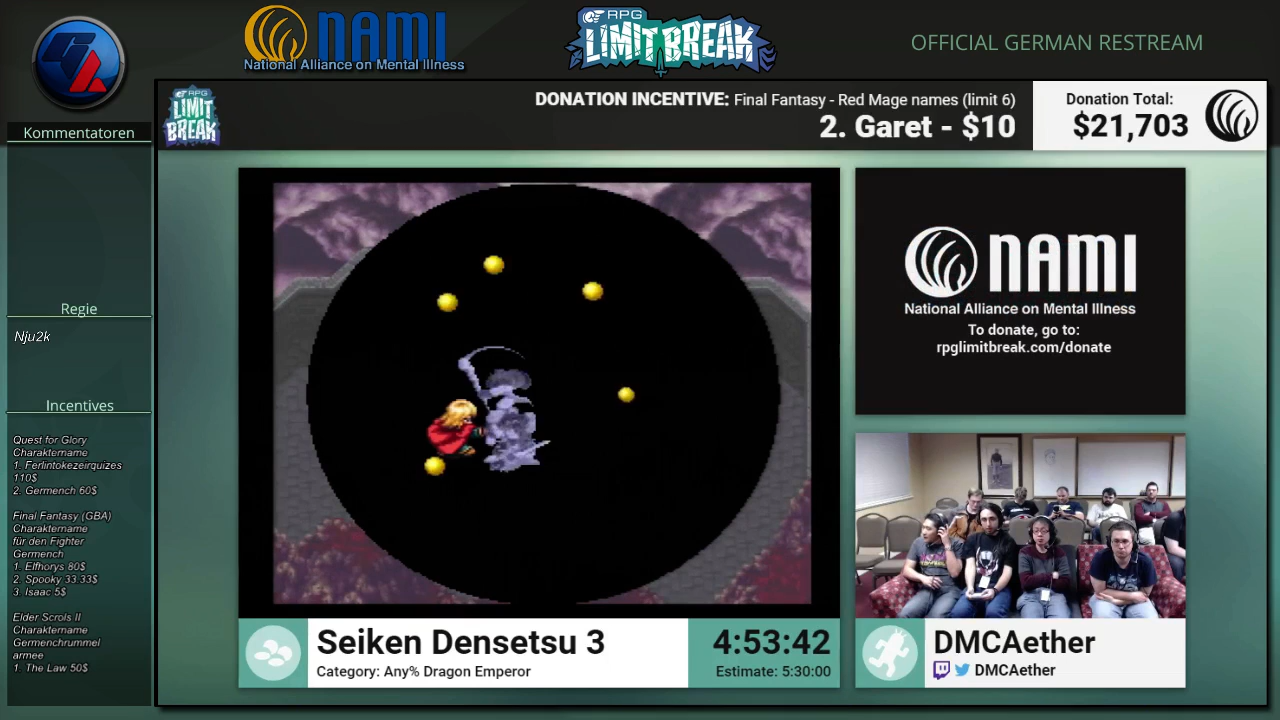 NAMI
National Alliance on Mental Illness
RPG
LIMIT BREAK
OFFICIAL GERMAN RESTREAM
Kommentatoren
Regie
Nju2k
Incentives
Quest for Glory
Charaktername
1. Ferlintokezeirquizes
110$
2. Germench 60$
Final Fantasy (GBA)
Charaktername
für den Fighter
Germench
1. Elfhorys 80$
2. Spooky 33.33$
3. Isaac 5$
Elder Scrols II
Charaktername
Germenchrummel
armee
1. The Law 50$
RPG
LIMIT
BREAK
DONATION INCENTIVE: Final Fantasy - Red Mage names (limit 6)
2. Garet - $10
Donation Total:
$21,703
NAMI
National Alliance on Mental Illness
To donate, go to:
rpglimitbreak.com/donate
Seiken Densetsu 3
Category: Any% Dragon Emperor
4:53:42
Estimate: 5:30:00
DMCAether
DMCAether